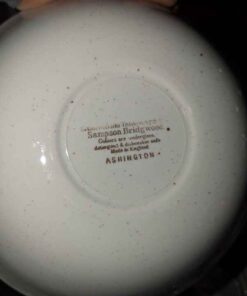 Sampson Bridgwood
Colours are underglaze,
detergent & dishwasher safe
Made in England
ASHINGTON